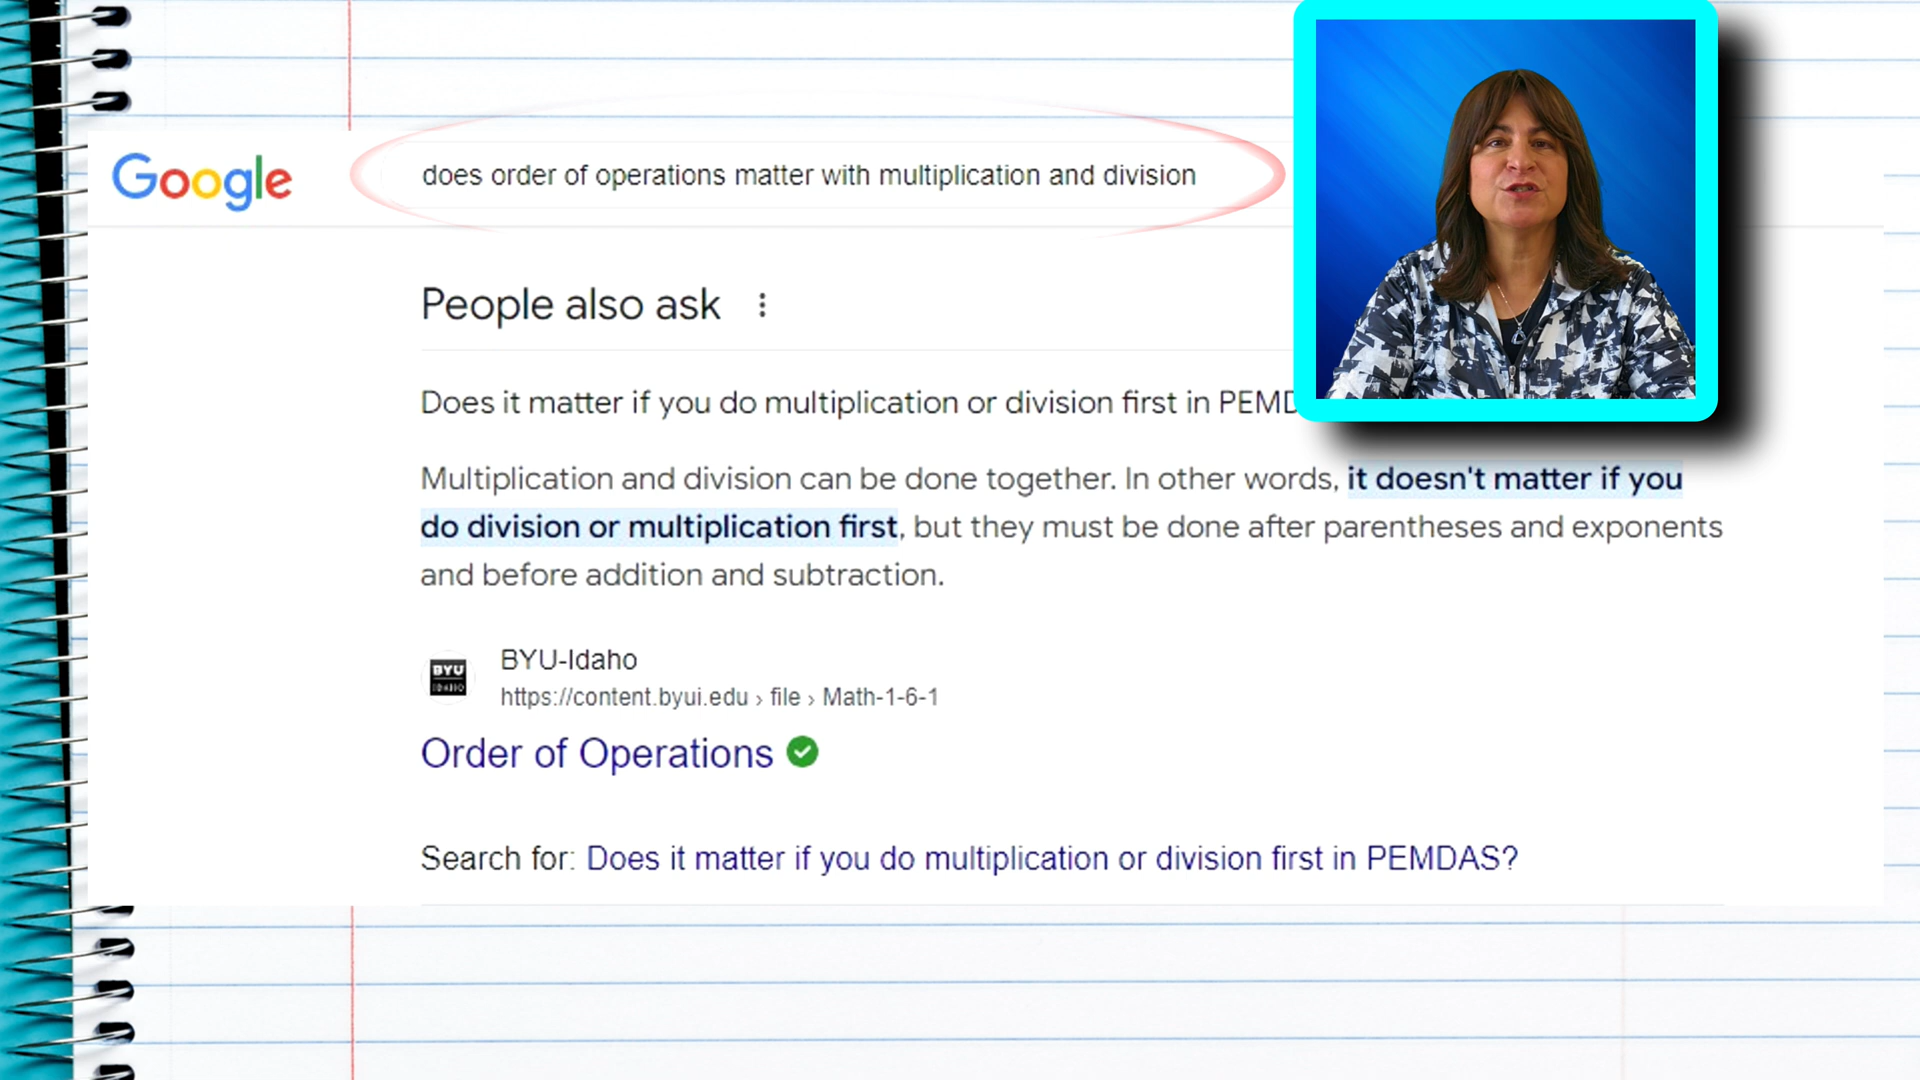 Google
does order of operations matter with multiplication and division
People also ask
Does it matter if you do multiplication or division first in PEMD
Multiplication and division can be done together. In other words, it doesn't matter if you
do division or multiplication first, but they must be done after parentheses and exponents
and before addition and subtraction.
BYU
IDAHO
BYU-Idaho
https://content.byui.edu › file › Math-1-6-1
Order of Operations
Search for: Does it matter if you do multiplication or division first in PEMDAS?